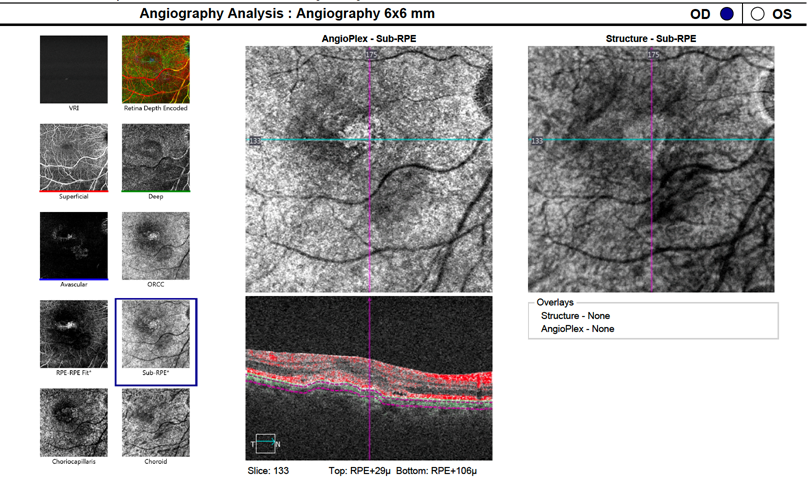 Angiography Analysis : Angiography 6x6 mm
OD OS
VRI
Retina Depth Encoded
Superficial
Deep
Avascular
ORCC
RPE-RPE Fit*
Sub-RPE*
Choriocapillaris
Choroid
AngioPlex - Sub-RPE
175
133
T N
Slice: 133 Top: RPE+29µ Bottom: RPE+106µ
Structure - Sub-RPE
175
133
Overlays
Structure - None
AngioPlex - None